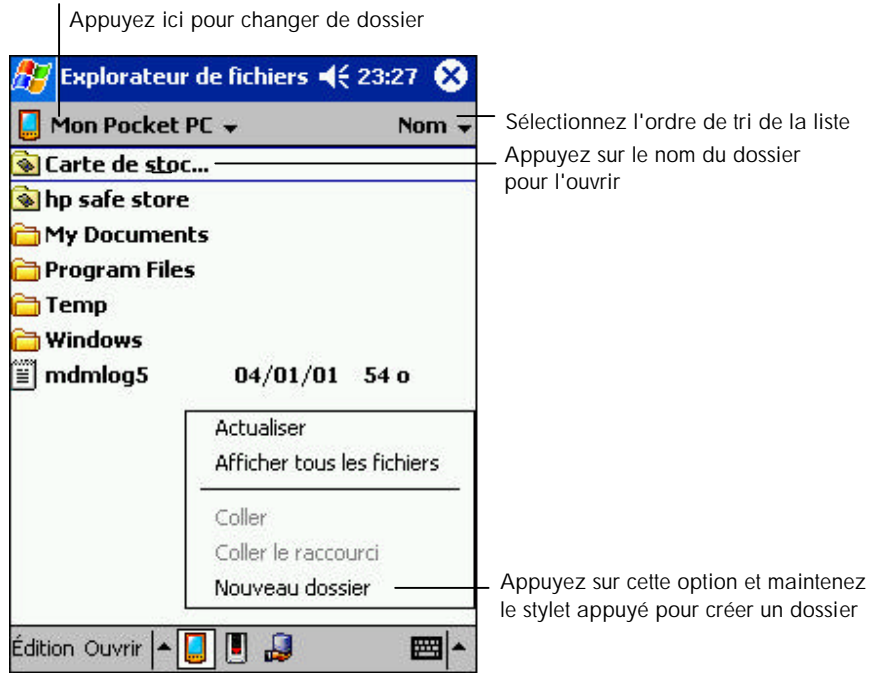 Appuyez ici pour changer de dossier
Explorateur de fichiers 23:27
Mon Pocket PC Nom
Sélectionnez l'ordre de tri de la liste
Carte de stoc...
Appuyez sur le nom du dossier
pour l'ouvrir
hp safe store
My Documents
Program Files
Temp
Windows
mdmlog5 04/01/01 54 o
Actualiser
Afficher tous les fichiers
Coller
Coller le raccourci
Nouveau dossier
Appuyez sur cette option et maintenez
le stylet appuyé pour créer un dossier
Édition Ouvrir